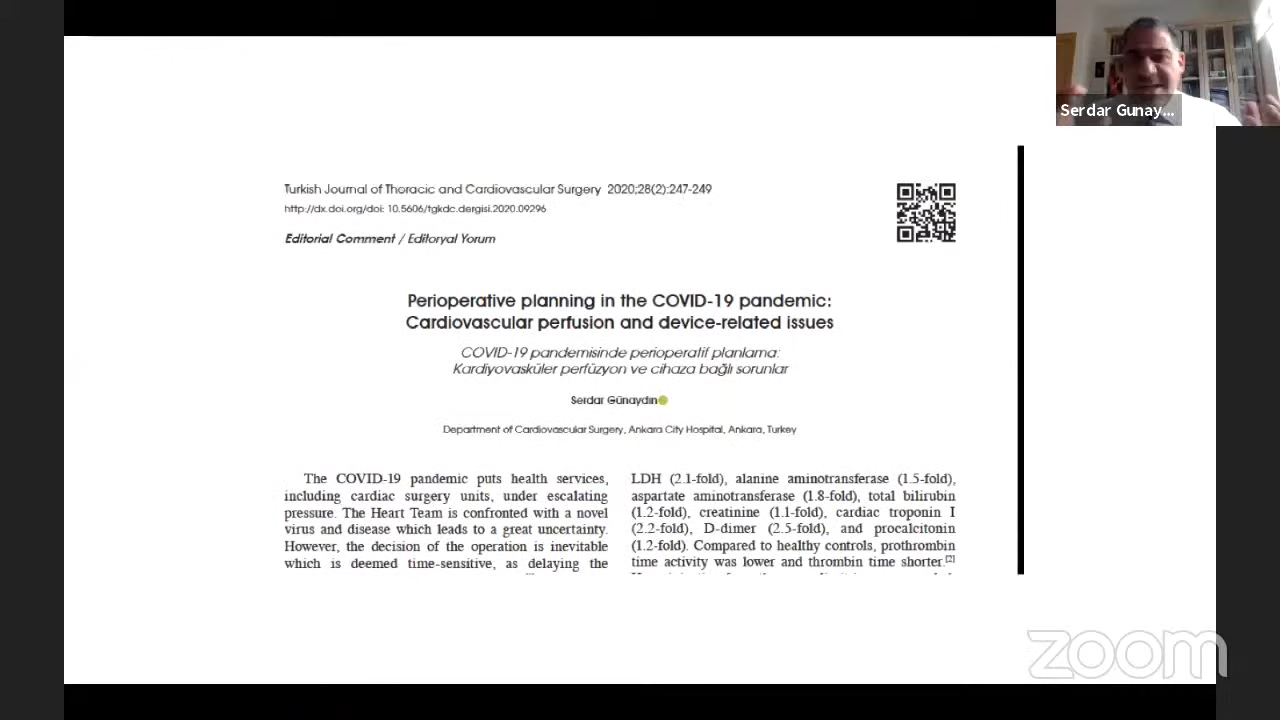 Serdar Gunay...
Turkish Journal of Thoracic and Cardiovascular Surgery 2020;28(2):247-249
http://dx.doi.org/doi: 10.5606/tgkdc.dergisi.2020.09296
Editorial Comment / Editoryal Yorum
Perioperative planning in the COVID-19 pandemic:
Cardiovascular perfusion and device-related issues
COVID-19 pandemisinde perioperatif planlama:
Kardiyovasküler perfüzyon ve cihaza bağlı sorunlar
Serdar Günaydın
Department of Cardiovascular Surgery, Ankara City Hospital, Ankara, Turkey
The COVID-19 pandemic puts health services,
including cardiac surgery units, under escalating
pressure. The Heart Team is confronted with a novel
virus and disease which leads to a great uncertainty.
However, the decision of the operation is inevitable
which is deemed time-sensitive, as delaying the
LDH (2.1-fold), alanine aminotransferase (1.5-fold),
aspartate aminotransferase (1.8-fold), total bilirubin
(1.2-fold), creatinine (1.1-fold), cardiac troponin I
(2.2-fold), D-dimer (2.5-fold), and procalcitonin
(1.2-fold). Compared to healthy controls, prothrombin
time activity was lower and thrombin time shorter.[2]
zoom